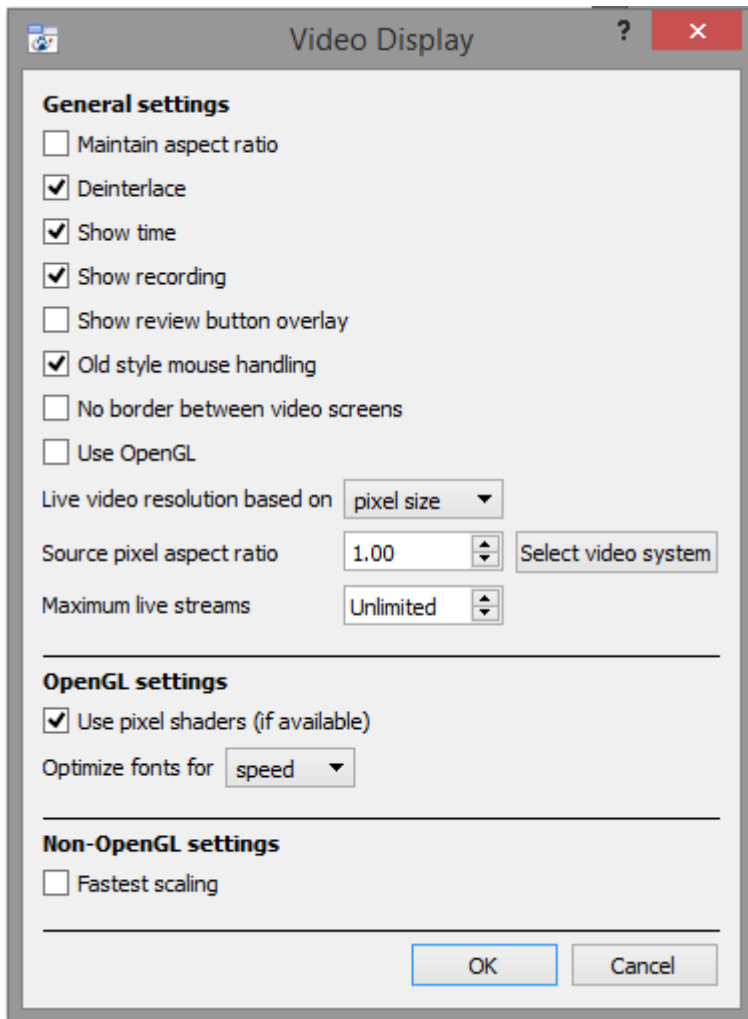 Video Display ?
General settings
Maintain aspect ratio
Deinterlace
Show time
Show recording
Show review button overlay
Old style mouse handling
No border between video screens
Use OpenGL
Live video resolution based on pixel size
Source pixel aspect ratio 1.00 Select video system
Maximum live streams Unlimited
OpenGL settings
Use pixel shaders (if available)
Optimize fonts for speed
Non-OpenGL settings
Fastest scaling
OK Cancel